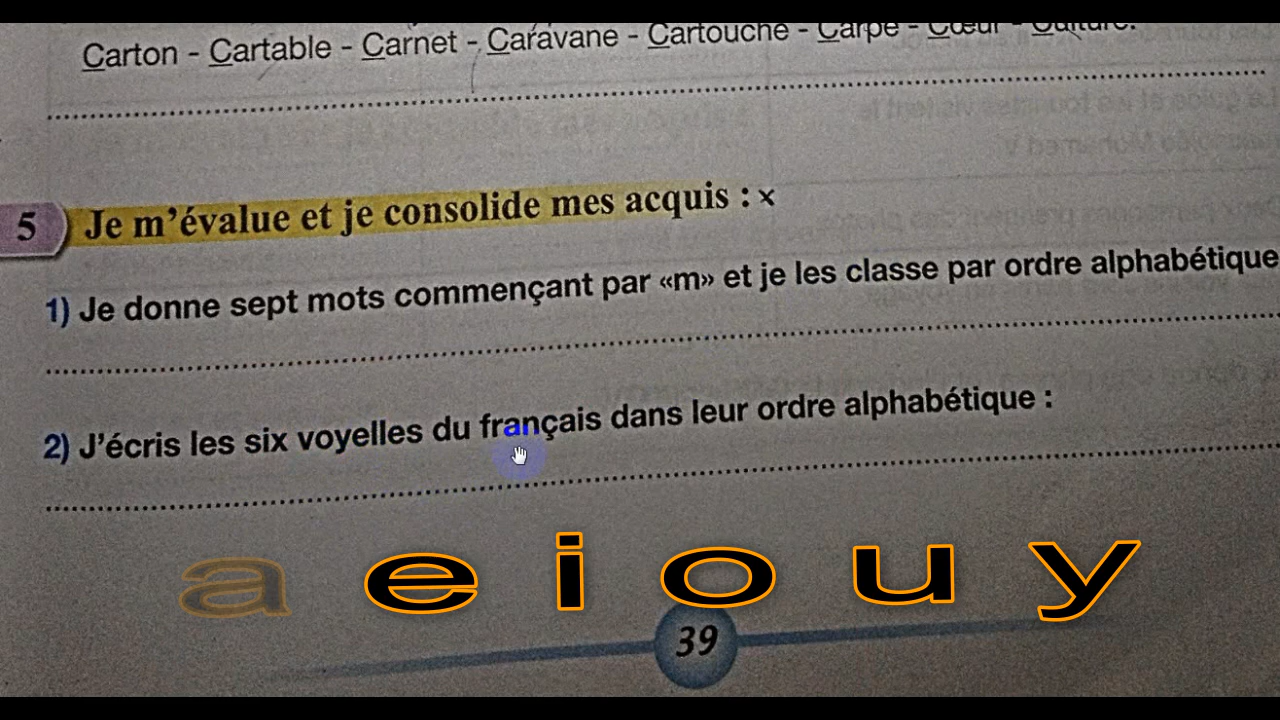 Carton - Cartable - Carnet - Caravane - Cartouche - Carpe - Cœur - Culture.
5 Je m'évalue et je consolide mes acquis : ×
1) Je donne sept mots commençant par «m» et je les classe par ordre alphabétique
2) J'écris les six voyelles du français dans leur ordre alphabétique :
a e i o u y
39